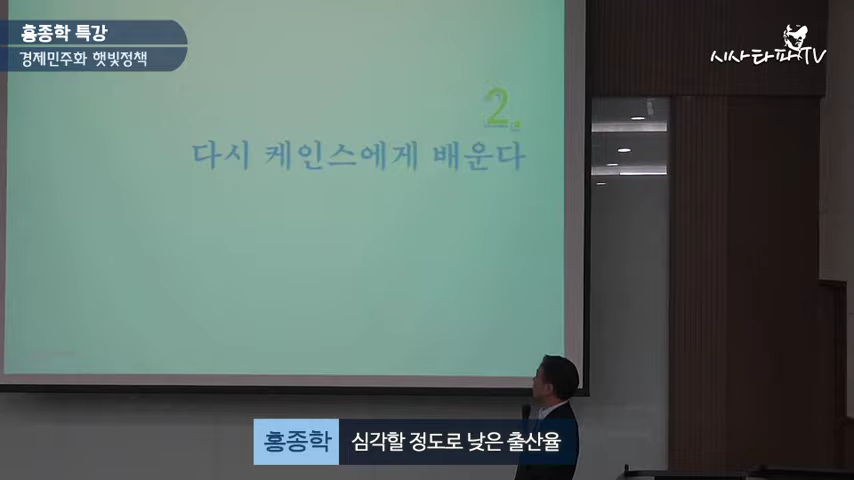 홍종학 특강
경제민주화 햇빛정책
시사타파TV
2
다시 케인스에게 배운다
홍종학 심각할 정도로 낮은 출산율